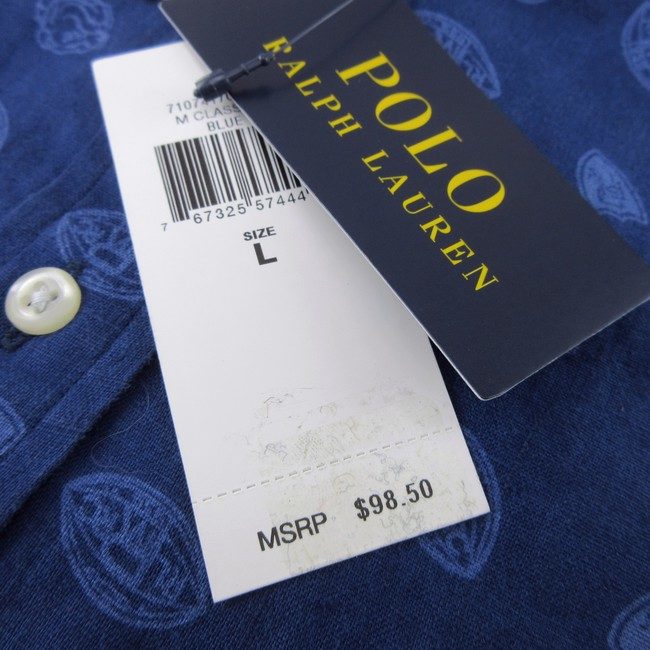 POLO
RALPH LAUREN
M CLASS
BLUE
7 67325 57444
SIZE
L
MSRP $98.50